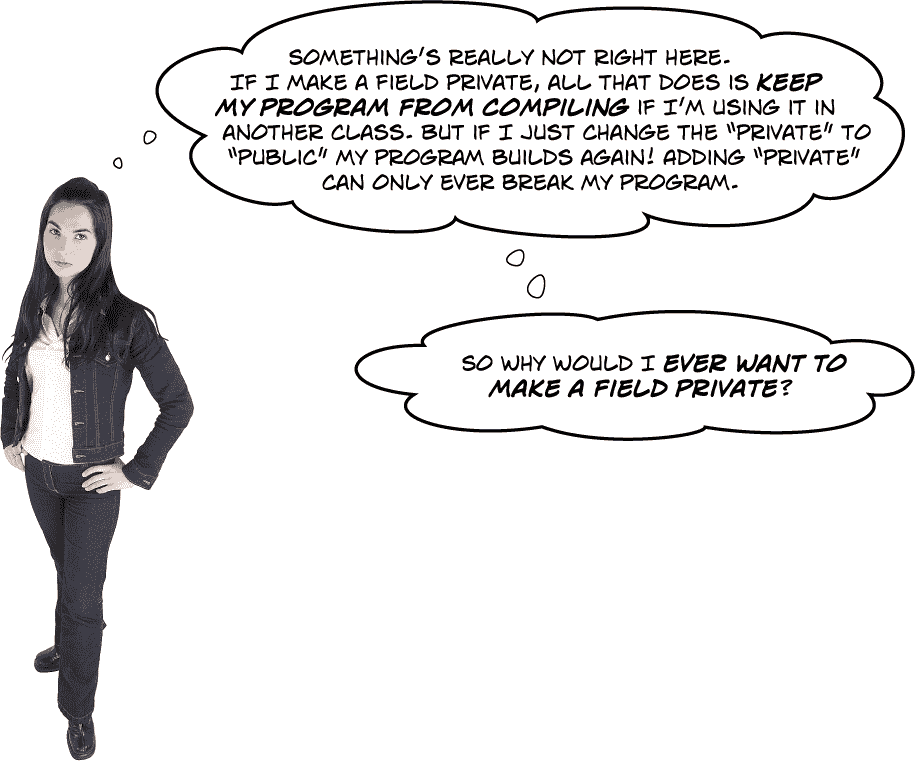 SOMETHING'S REALLY NOT RIGHT HERE.
IF I MAKE A FIELD PRIVATE, ALL THAT DOES IS KEEP
MY PROGRAM FROM COMPILING IF I'M USING IT IN
ANOTHER CLASS. BUT IF I JUST CHANGE THE "PRIVATE" TO
"PUBLIC" MY PROGRAM BUILDS AGAIN! ADDING "PRIVATE"
CAN ONLY EVER BREAK MY PROGRAM.
SO WHY WOULD I EVER WANT TO
MAKE A FIELD PRIVATE?